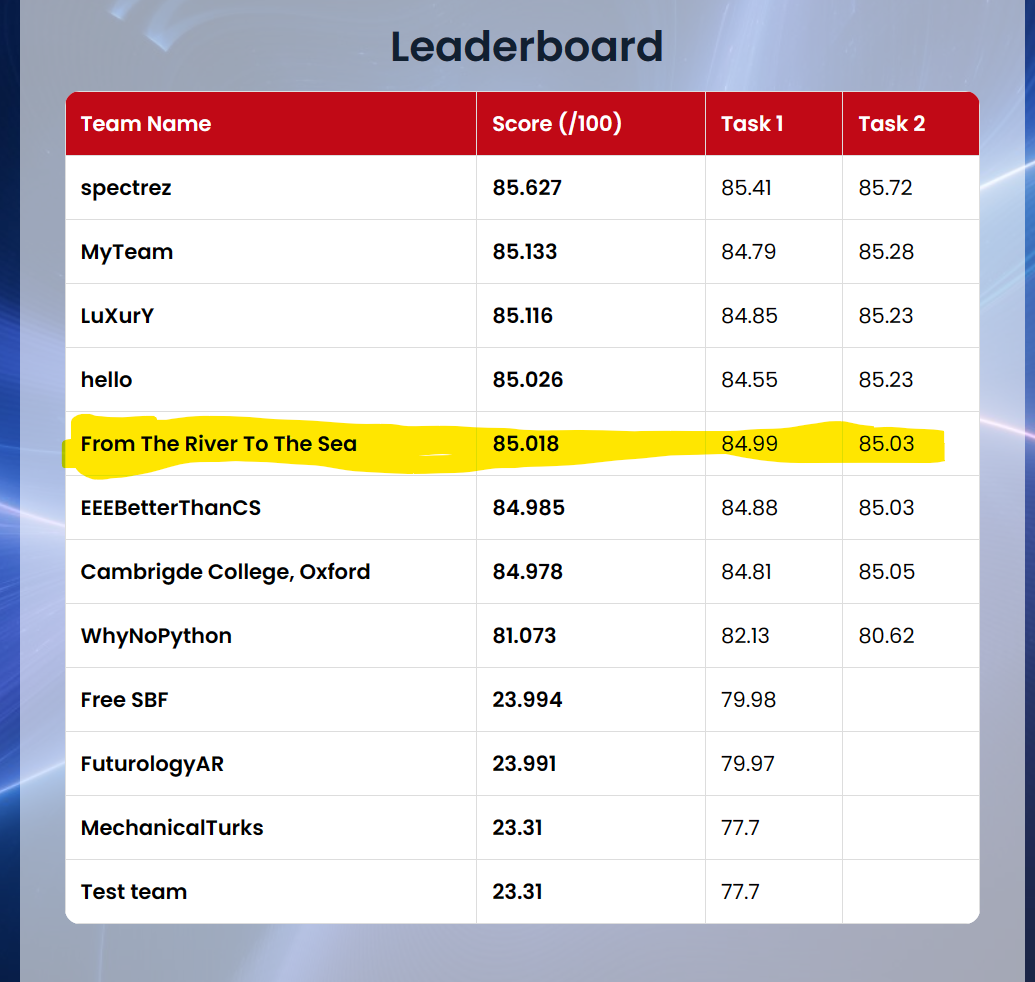 Leaderboard
Team Name Score (/100) Task 1 Task 2
spectrez 85.627 85.41 85.72
MyTeam 85.133 84.79 85.28
LuXurY 85.116 84.85 85.23
hello 85.026 84.55 85.23
From The River To The Sea 85.018 84.99 85.03
EEEBetterThanCS 84.985 84.88 85.03
Cambrigde College, Oxford 84.978 84.81 85.05
WhyNoPython 81.073 82.13 80.62
Free SBF 23.994 79.98
FuturologyAR 23.991 79.97
MechanicalTurks 23.31 77.7
Test team 23.31 77.7